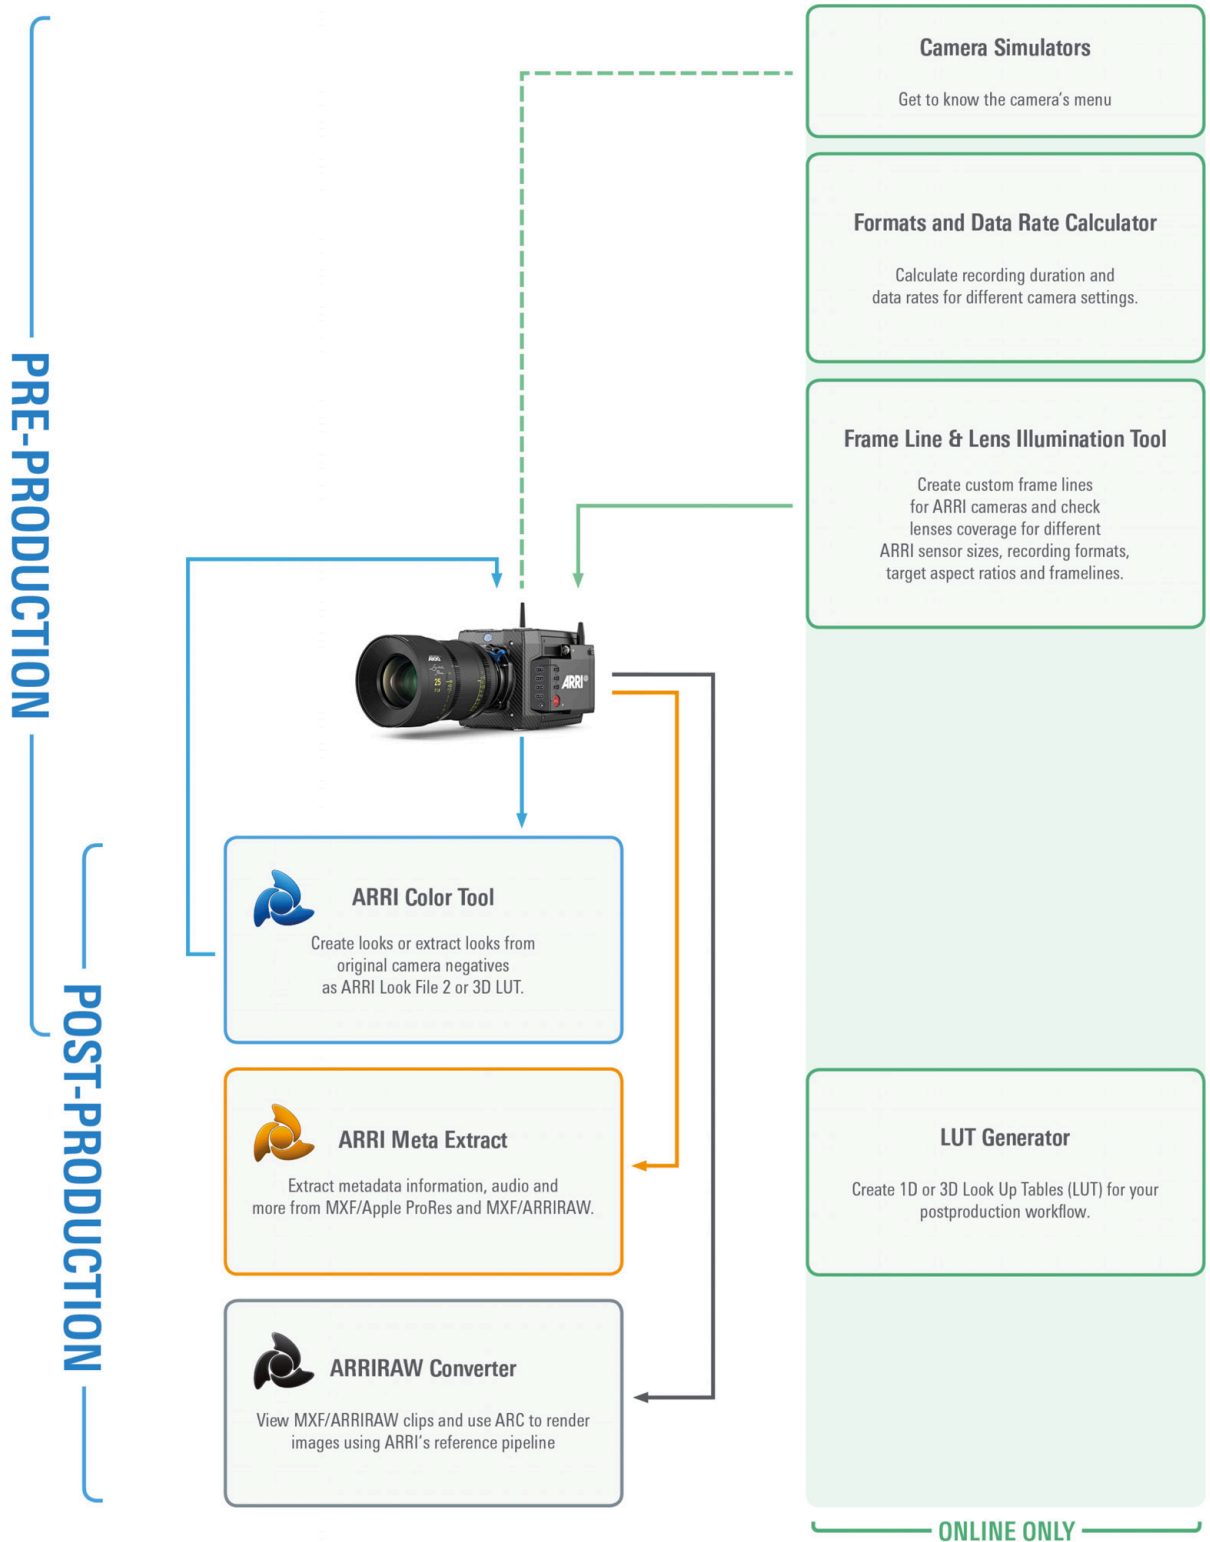 Camera Simulators
Get to know the camera's menu
Formats and Data Rate Calculator
Calculate recording duration and
data rates for different camera settings.
Frame Line & Lens Illumination Tool
Create custom frame lines
for ARRI cameras and check
lenses coverage for different
ARRI sensor sizes, recording formats,
target aspect ratios and framelines.
PRE-PRODUCTION
ARRI
25
ARRI
POST-PRODUCTION
ARRI Color Tool
Create looks or extract looks from
original camera negatives
as ARRI Look File 2 or 3D LUT.
ARRI Meta Extract
Extract metadata information, audio and
more from MXF/Apple ProRes and MXF/ARRIRAW.
LUT Generator
Create 1D or 3D Look Up Tables (LUT) for your
postproduction workflow.
ARRIRAW Converter
View MXF/ARRIRAW clips and use ARC to render
images using ARRI's reference pipeline
ONLINE ONLY